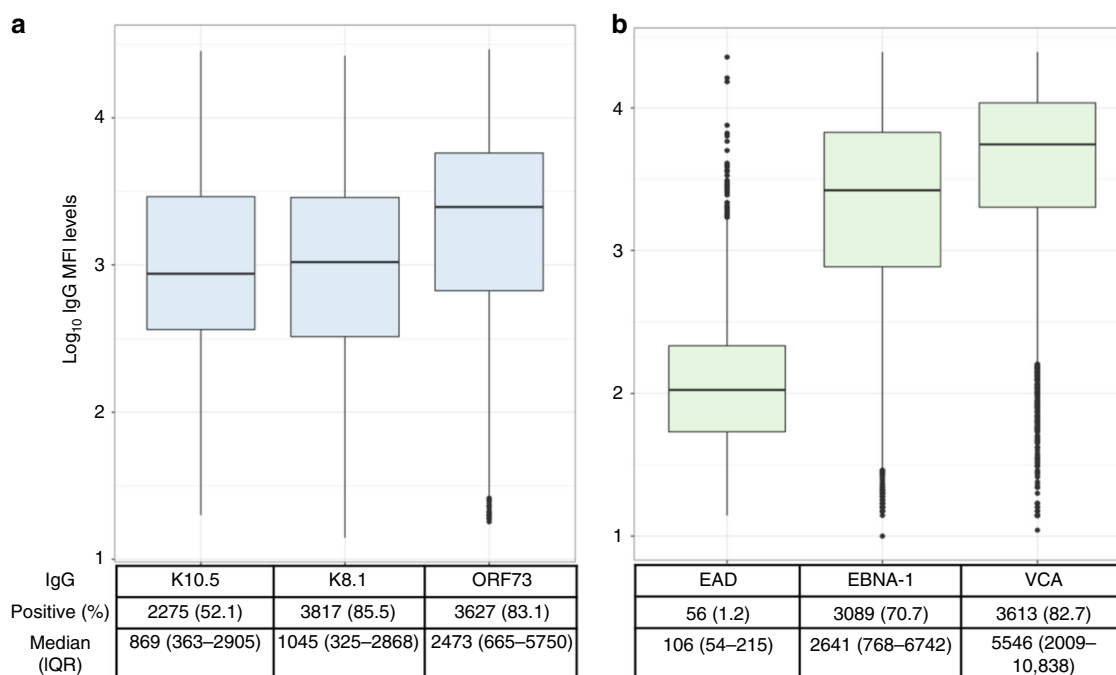 a
b
Log10 IgG MFI levels
4
3
2
1
4
3
2
1
IgG K10.5 K8.1 ORF73
Positive (%) 2275 (52.1) 3817 (85.5) 3627 (83.1)
Median (IQR) 869 (363–2905) 1045 (325–2868) 2473 (665–5750)
EAD EBNA-1 VCA
56 (1.2) 3089 (70.7) 3613 (82.7)
106 (54–215) 2641 (768–6742) 5546 (2009–10,838)